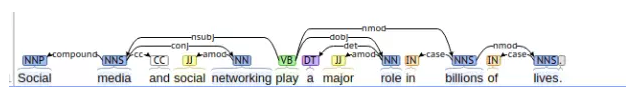 nmod
nsubj
dobj
conj
det
nmod
compound
cc
amod
amod
case
case
NNP NNS CC JJ NN VB DT JJ NN IN NNS IN NNS .
Social media and social networking play a major role in billions of lives.